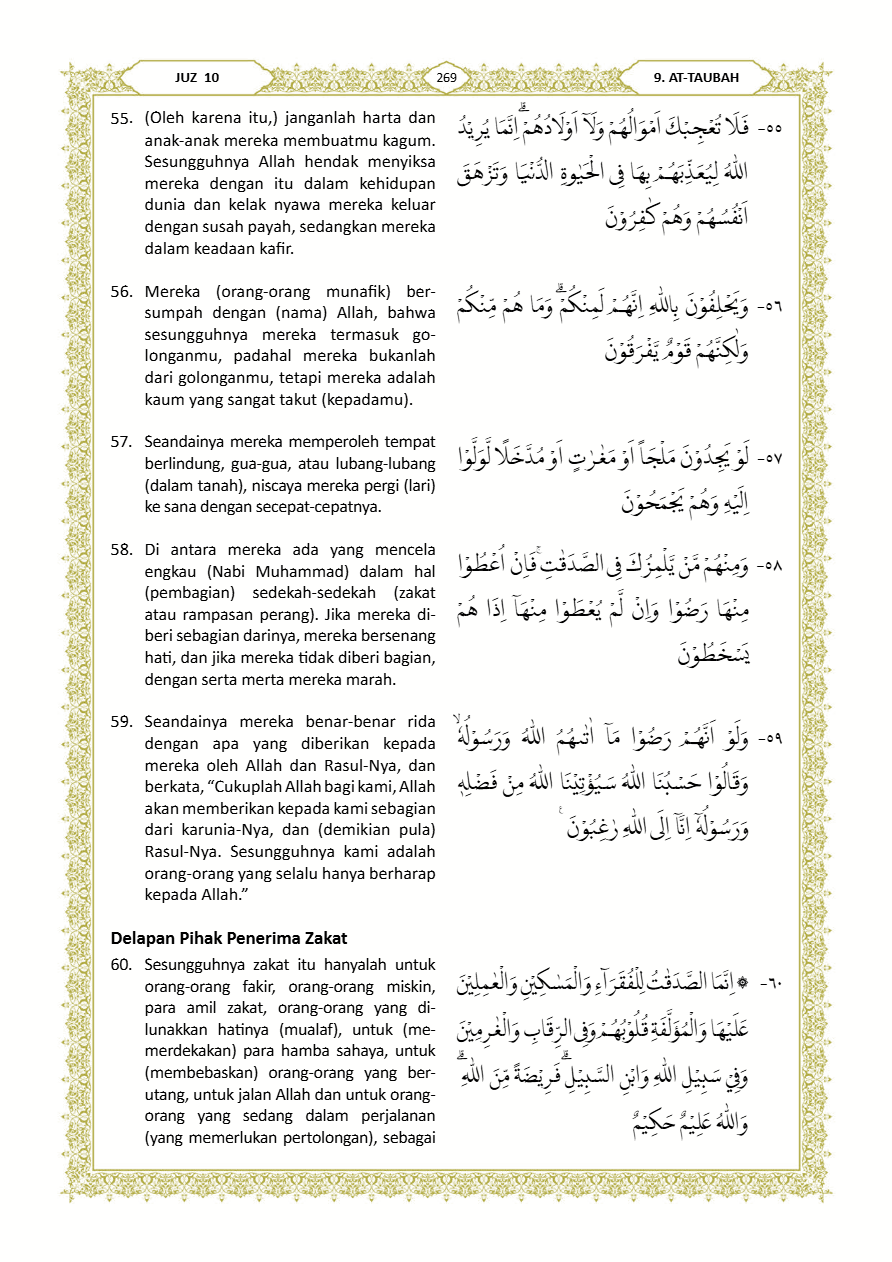 JUZ 10
269
9. AT-TAUBAH
55. (Oleh karena itu,) janganlah harta dan
anak-anak mereka membuatmu kagum.
Sesungguhnya Allah hendak menyiksa
mereka dengan itu dalam kehidupan
dunia dan kelak nyawa mereka keluar
dengan susah payah, sedangkan mereka
dalam keadaan kafir.
٥٥- فَلَا تُعْجِبْكَ اَمْوَالُهُمْ وَلَآ اَوْلَادُهُمْ ۗاِنَّمَا يُرِيْدُ
اللّٰهُ لِيُعَذِّبَهُمْ بِهَا فِى الْحَيٰوةِ الدُّنْيَا وَتَزْهَقَ
اَنْفُسُهُمْ وَهُمْ كٰفِرُوْنَ
56. Mereka (orang-orang munafik) ber-
sumpah dengan (nama) Allah, bahwa
sesungguhnya mereka termasuk go-
longanmu, padahal mereka bukanlah
dari golonganmu, tetapi mereka adalah
kaum yang sangat takut (kepadamu).
٥٦- وَيَحْلِفُوْنَ بِاللّٰهِ اِنَّهُمْ لَمِنْكُمْۗ وَمَا هُمْ مِّنْكُمْ
وَلٰكِنَّهُمْ قَوْمٌ يَّفْرَقُوْنَ
57. Seandainya mereka memperoleh tempat
berlindung, gua-gua, atau lubang-lubang
(dalam tanah), niscaya mereka pergi (lari)
ke sana dengan secepat-cepatnya.
٥٧- لَوْ يَجِدُوْنَ مَلْجَاً اَوْ مَغٰرٰتٍ اَوْ مُدَّخَلًا لَّوَلَّوْا
اِلَيْهِ وَهُمْ يَجْمَحُوْنَ
58. Di antara mereka ada yang mencela
engkau (Nabi Muhammad) dalam hal
(pembagian) sedekah-sedekah (zakat
atau rampasan perang). Jika mereka di-
beri sebagian darinya, mereka bersenang
hati, dan jika mereka tidak diberi bagian,
dengan serta merta mereka marah.
٥٨- وَمِنْهُمْ مَّنْ يَّلْمِزُكَ فِى الصَّدَقٰتِۚ فَاِنْ اُعْطُوْا
مِنْهَا رَضُوْا وَاِنْ لَّمْ يُعْطَوْا مِنْهَآ اِذَا هُمْ
يَسْخَطُوْنَ
59. Seandainya mereka benar-benar rida
dengan apa yang diberikan kepada
mereka oleh Allah dan Rasul-Nya, dan
berkata, “Cukuplah Allah bagi kami, Allah
akan memberikan kepada kami sebagian
dari karunia-Nya, dan (demikian pula)
Rasul-Nya. Sesungguhnya kami adalah
orang-orang yang selalu hanya berharap
kepada Allah.”
٥٩- وَلَوْ اَنَّهُمْ رَضُوْا مَآ اٰتٰىهُمُ اللّٰهُ وَرَسُوْلُهٗۙ
وَقَالُوْا حَسْبُنَا اللّٰهُ سَيُؤْتِيْنَا اللّٰهُ مِنْ فَضْلِهٖ
وَرَسُوْلُهٗٓ اِنَّآ اِلَى اللّٰهِ رٰغِبُوْنَ ࣖ
Delapan Pihak Penerima Zakat
60. Sesungguhnya zakat itu hanyalah untuk
orang-orang fakir, orang-orang miskin,
para amil zakat, orang-orang yang di-
lunakkan hatinya (mualaf), untuk (me-
merdekakan) para hamba sahaya, untuk
(membebaskan) orang-orang yang ber-
utang, untuk jalan Allah dan untuk orang-
orang yang sedang dalam perjalanan
(yang memerlukan pertolongan), sebagai
٦٠- ۞ اِنَّمَا الصَّدَقٰتُ لِلْفُقَرَاۤءِ وَالْمَسٰكِيْنِ وَالْعٰمِلِيْنَ
عَلَيْهَا وَالْمُؤَلَّفَةِ قُلُوْبُهُمْ وَفِى الرِّقَابِ وَالْغٰرِمِيْنَ
وَفِيْ سَبِيْلِ اللّٰهِ وَابْنِ السَّبِيْلِۗ فَرِيْضَةً مِّنَ اللّٰهِ ۗ
وَاللّٰهُ عَلِيْمٌ حَكِيْمٌ